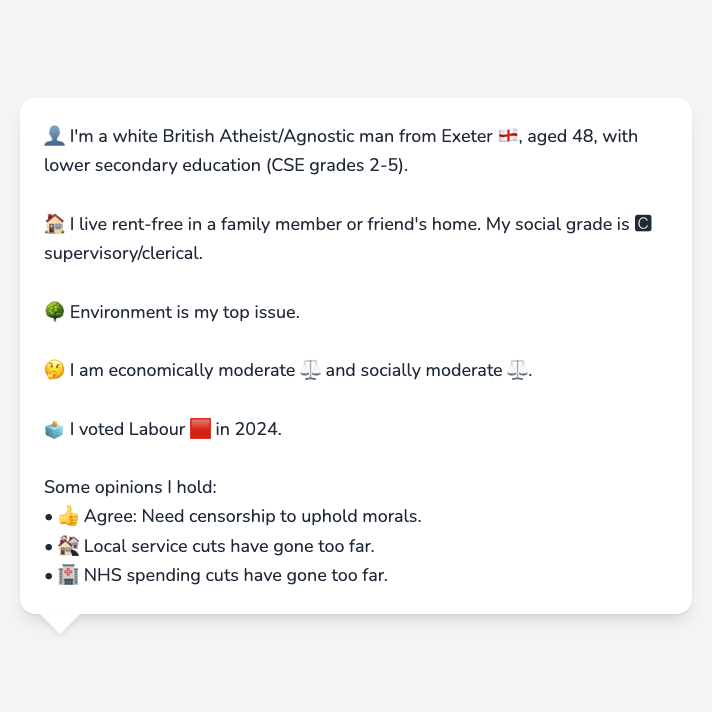 👤 I'm a white British Atheist/Agnostic man from Exeter 🏴󠁧󠁢󠁥󠁮󠁧󠁿, aged 48, with
lower secondary education (CSE grades 2-5).
🏠 I live rent-free in a family member or friend's home. My social grade is 🅲
supervisory/clerical.
🌳 Environment is my top issue.
🤔 I am economically moderate ⚖️ and socially moderate ⚖️.
🗳️ I voted Labour 🟥 in 2024.
Some opinions I hold:
• 👍 Agree: Need censorship to uphold morals.
• 🏚️ Local service cuts have gone too far.
• 🏥 NHS spending cuts have gone too far.